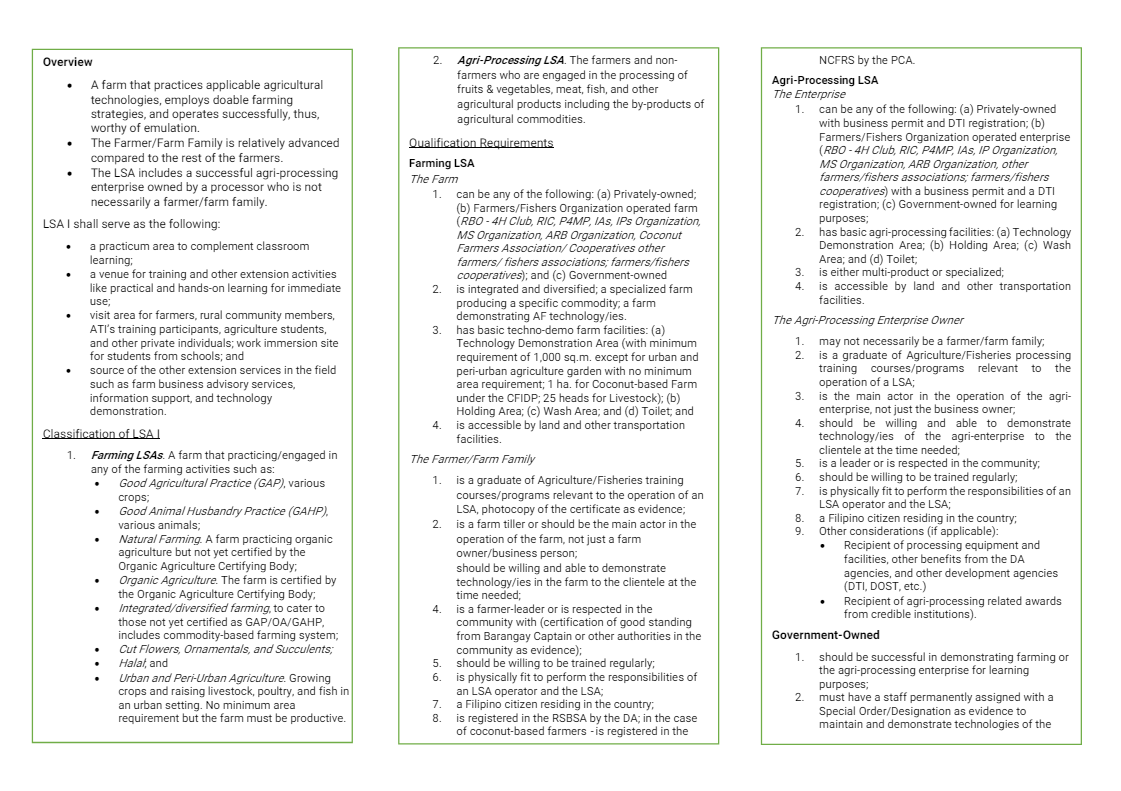 Overview
• A farm that practices applicable agricultural
technologies, employs doable farming
strategies, and operates successfully, thus,
worthy of emulation.
• The Farmer/Farm Family is relatively advanced
compared to the rest of the farmers.
• The LSA includes a successful agri-processing
enterprise owned by a processor who is not
necessarily a farmer/farm family.
LSA I shall serve as the following:
• a practicum area to complement classroom
learning;
• a venue for training and other extension activities
like practical and hands-on learning for immediate
use;
• visit area for farmers, rural community members,
ATI's training participants, agriculture students,
and other private individuals; work immersion site
for students from schools; and
• source of the other extension services in the field
such as farm business advisory services,
information support, and technology
demonstration.
Classification of LSA I
1. Farming LSAs. A farm that practicing/engaged in
any of the farming activities such as:
• Good Agricultural Practice (GAP), various
crops;
• Good Animal Husbandry Practice (GAHP),
various animals;
• Natural Farming. A farm practicing organic
agriculture but not yet certified by the
Organic Agriculture Certifying Body;
• Organic Agriculture. The farm is certified by
the Organic Agriculture Certifying Body;
• Integrated/diversified farming, to cater to
those not yet certified as GAP/OA/GAHP,
includes commodity-based farming system;
• Cut Flowers, Ornamentals, and Succulents;
• Halal; and
• Urban and Peri-Urban Agriculture. Growing
crops and raising livestock, poultry, and fish in
an urban setting. No minimum area
requirement but the farm must be productive.
2. Agri-Processing LSA. The farmers and non-
farmers who are engaged in the processing of
fruits & vegetables, meat, fish, and other
agricultural products including the by-products of
agricultural commodities.
Qualification Requirements
Farming LSA
The Farm
1. can be any of the following: (a) Privately-owned;
(b) Farmers/Fishers Organization operated farm
(RBO - 4H Club, RIC, P4MP, IAs, IPs Organization,
MS Organization, ARB Organization, Coconut
Farmers Association/ Cooperatives other
farmers/ fishers associations; farmers/fishers
cooperatives); and (c) Government-owned
2. is integrated and diversified; a specialized farm
producing a specific commodity; a farm
demonstrating AF technology/ies.
3. has basic techno-demo farm facilities: (a)
Technology Demonstration Area (with minimum
requirement of 1,000 sq.m. except for urban and
peri-urban agriculture garden with no minimum
area requirement; 1 ha. for Coconut-based Farm
under the CFIDP; 25 heads for Livestock); (b)
Holding Area; (c) Wash Area; and (d) Toilet; and
4. is accessible by land and other transportation
facilities.
The Farmer/Farm Family
1. is a graduate of Agriculture/Fisheries training
courses/programs relevant to the operation of an
LSA, photocopy of the certificate as evidence;
2. is a farm tiller or should be the main actor in the
operation of the farm, not just a farm
owner/business person;
should be willing and able to demonstrate
technology/ies in the farm to the clientele at the
time needed;
4. is a farmer-leader or is respected in the
community with (certification of good standing
from Barangay Captain or other authorities in the
community as evidence);
5. should be willing to be trained regularly;
6. is physically fit to perform the responsibilities of
an LSA operator and the LSA;
7. a Filipino citizen residing in the country;
8. is registered in the RSBSA by the DA; in the case
of coconut-based farmers - is registered in the
NCFRS by the PCA.
Agri-Processing LSA
The Enterprise
1. can be any of the following: (a) Privately-owned
with business permit and DTI registration; (b)
Farmers/Fishers Organization operated enterprise
(RBO - 4H Club, RIC, P4MP, IAs, IP Organization,
MS Organization, ARB Organization, other
farmers/fishers associations; farmers/fishers
cooperatives) with a business permit and a DTI
registration; (c) Government-owned for learning
purposes;
2. has basic agri-processing facilities: (a) Technology
Demonstration Area; (b) Holding Area; (c) Wash
Area; and (d) Toilet;
3. is either multi-product or specialized;
4. is accessible by land and other transportation
facilities.
The Agri-Processing Enterprise Owner
1. may not necessarily be a farmer/farm family;
2. is a graduate of Agriculture/Fisheries processing
training courses/programs relevant to the
operation of a LSA;
3. is the main actor in the operation of the agri-
enterprise, not just the business owner;
4. should be willing and able to demonstrate
technology/ies of the agri-enterprise to the
clientele at the time needed;
5. is a leader or is respected in the community;
6. should be willing to be trained regularly;
7. is physically fit to perform the responsibilities of an
LSA operator and the LSA;
8. a Filipino citizen residing in the country;
9. Other considerations (if applicable):
• Recipient of processing equipment and
facilities, other benefits from the DA
agencies, and other development agencies
(DTI, DOST, etc.)
• Recipient of agri-processing related awards
from credible institutions).
Government-Owned
1. should be successful in demonstrating farming or
the agri-processing enterprise for learning
purposes;
2. must have a staff permanently assigned with a
Special Order/Designation as evidence to
maintain and demonstrate technologies of the